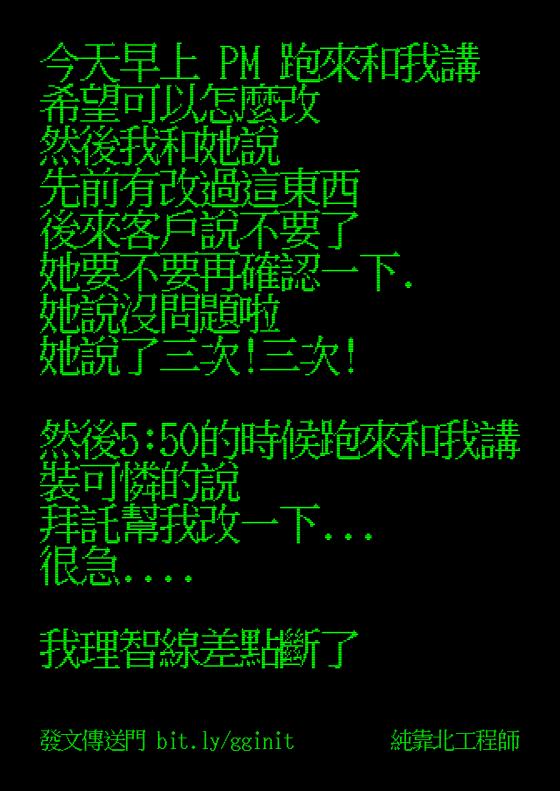 今天早上 PM 跑來和我講
希望可以怎麼改
然後我和她說
先前有改過這東西
後來客戶說不要了
她要不要再確認一下.
她說沒問題啦
她說了三次!三次!
然後5:50的時候跑來和我講
裝可憐的說
拜託幫我改一下...
很急....
我理智線差點斷了
發文傳送門 bit.ly/gginit
純靠北工程師